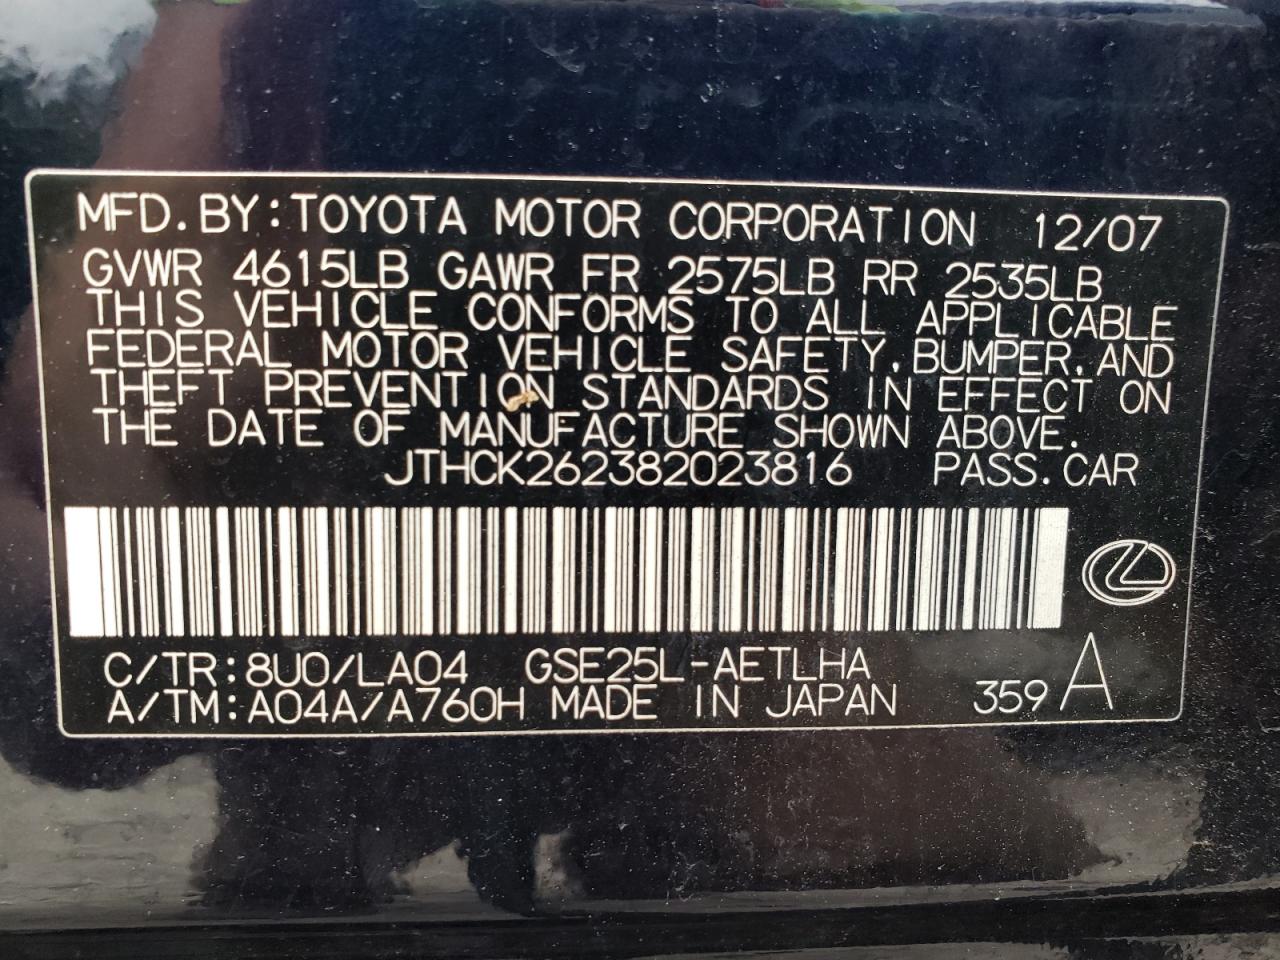 MFD.BY:TOYOTA MOTOR CORPORATION 12/07
GVWR 4615LB GAWR FR 2575LB RR 2535LB
THIS VEHICLE CONFORMS TO ALL APPLICABLE
FEDERAL MOTOR VEHICLE SAFETY,BUMPER,AND
THEFT PREVENTION STANDARDS IN EFFECT ON
THE DATE OF MANUFACTURE SHOWN ABOVE.
JTHCK262382023816 PASS.CAR
C/TR:8U0/LA04 GSE25L-AETLHA
A/TM:A04A/A760H MADE IN JAPAN 359 A